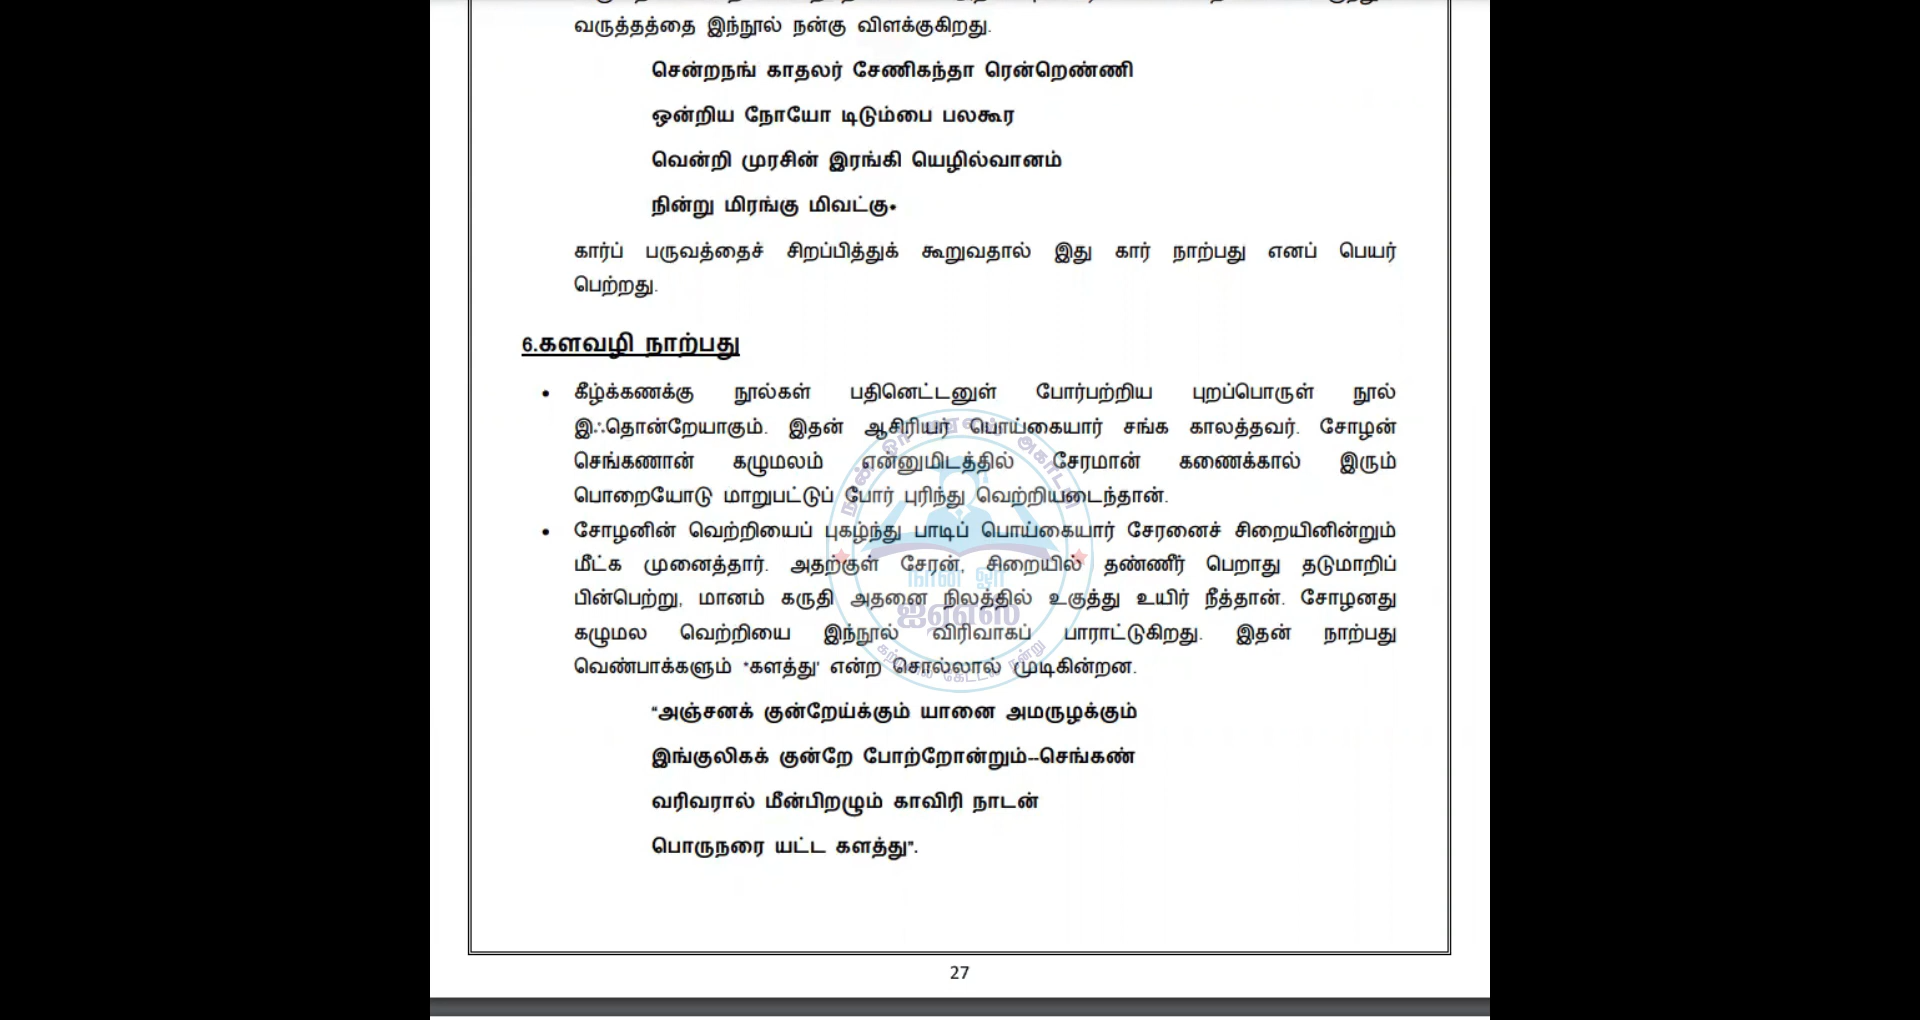 வருத்தத்தை இந்நூல் நன்கு விளக்குகிறது.
சென்றநங் காதலர் சேணிகந்தா ரென்றெண்ணி
ஒன்றிய நோயோ டிடும்பை பலகூர
வென்றி முரசின் இரங்கி யெழில்வானம்
நின்று மிரங்கு மிவட்கு•
கார்ப் பருவத்தைச் சிறப்பித்துக் கூறுவதால் இது கார் நாற்பது எனப் பெயர்
பெற்றது.
6.களவழி நாற்பது
• கீழ்க்கணக்கு நூல்கள் பதினெட்டனுள் போர்பற்றிய புறப்பொருள் நூல்
இஃதொன்றேயாகும். இதன் ஆசிரியர் பொய்கையார் சங்க காலத்தவர். சோழன்
செங்கணான் கழுமலம் என்னுமிடத்தில் சேரமான் கணைக்கால் இரும்
பொறையோடு மாறுபட்டுப் போர் புரிந்து வெற்றியடைந்தான்.
• சோழனின் வெற்றியைப் புகழ்ந்து பாடிப் பொய்கையார் சேரனைச் சிறையினின்றும்
மீட்க முனைத்தார். அதற்குள் சேரன், சிறையில் தண்ணீர் பெறாது தடுமாறிப்
பின்பெற்று, மானம் கருதி அதனை நிலத்தில் உகுத்து உயிர் நீத்தான். சோழனது
கழுமல வெற்றியை இந்நூல் விரிவாகப் பாராட்டுகிறது. இதன் நாற்பது
வெண்பாக்களும் 'களத்து' என்ற சொல்லால் முடிகின்றன.
“அஞ்சனக் குன்றேய்க்கும் யானை அமருழக்கும்
இங்குலிகக் குன்றே போற்றோன்றும்--செங்கண்
வரிவரால் மீன்பிறழும் காவிரி நாடன்
பொருநரை யட்ட களத்து”.
நான் ஓர்
ஐஏஎஸ்
27